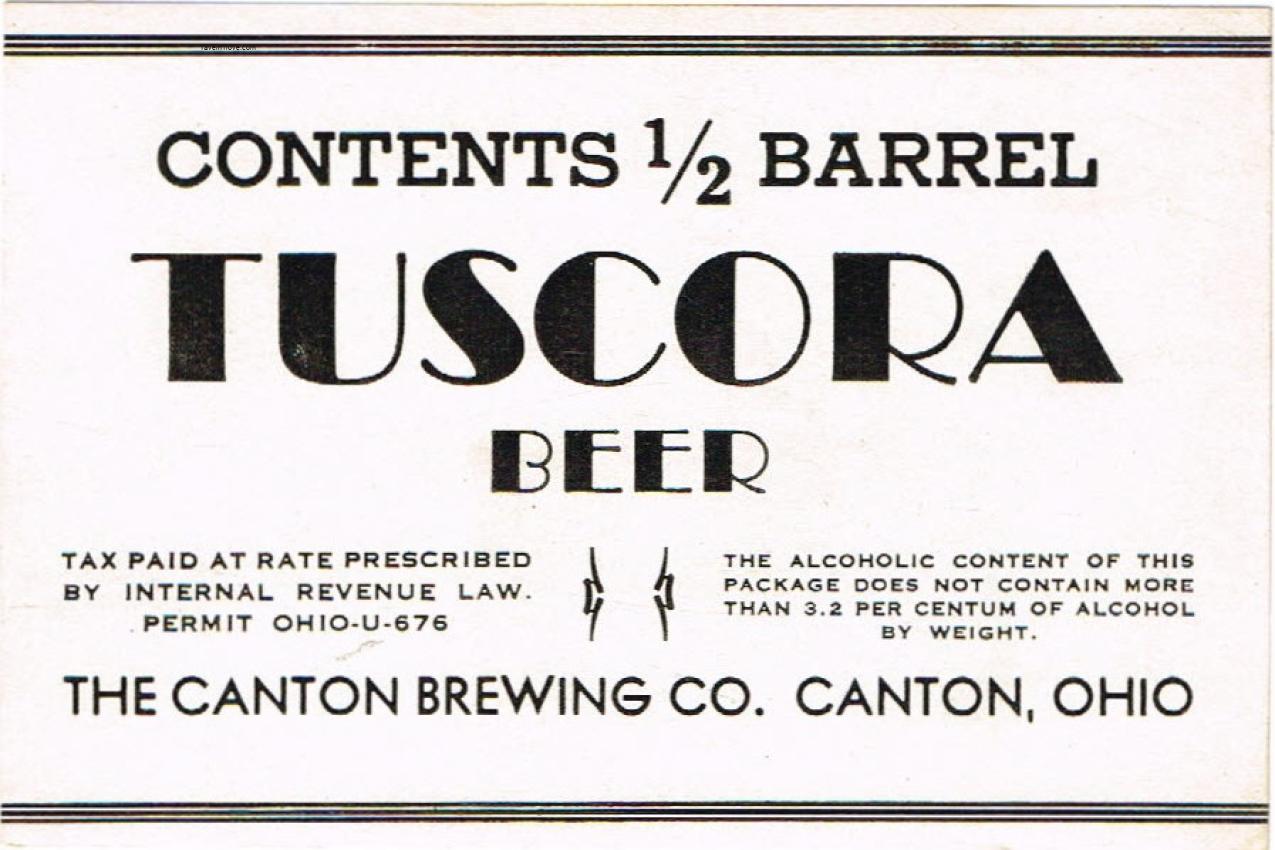 CONTENTS ½ BARREL
TUSCORA
BEER
TAX PAID AT RATE PRESCRIBED
BY INTERNAL REVENUE LAW.
PERMIT OHIO-U-676
THE ALCOHOLIC CONTENT OF THIS
PACKAGE DOES NOT CONTAIN MORE
THAN 3.2 PER CENTUM OF ALCOHOL
BY WEIGHT.
THE CANTON BREWING CO. CANTON, OHIO